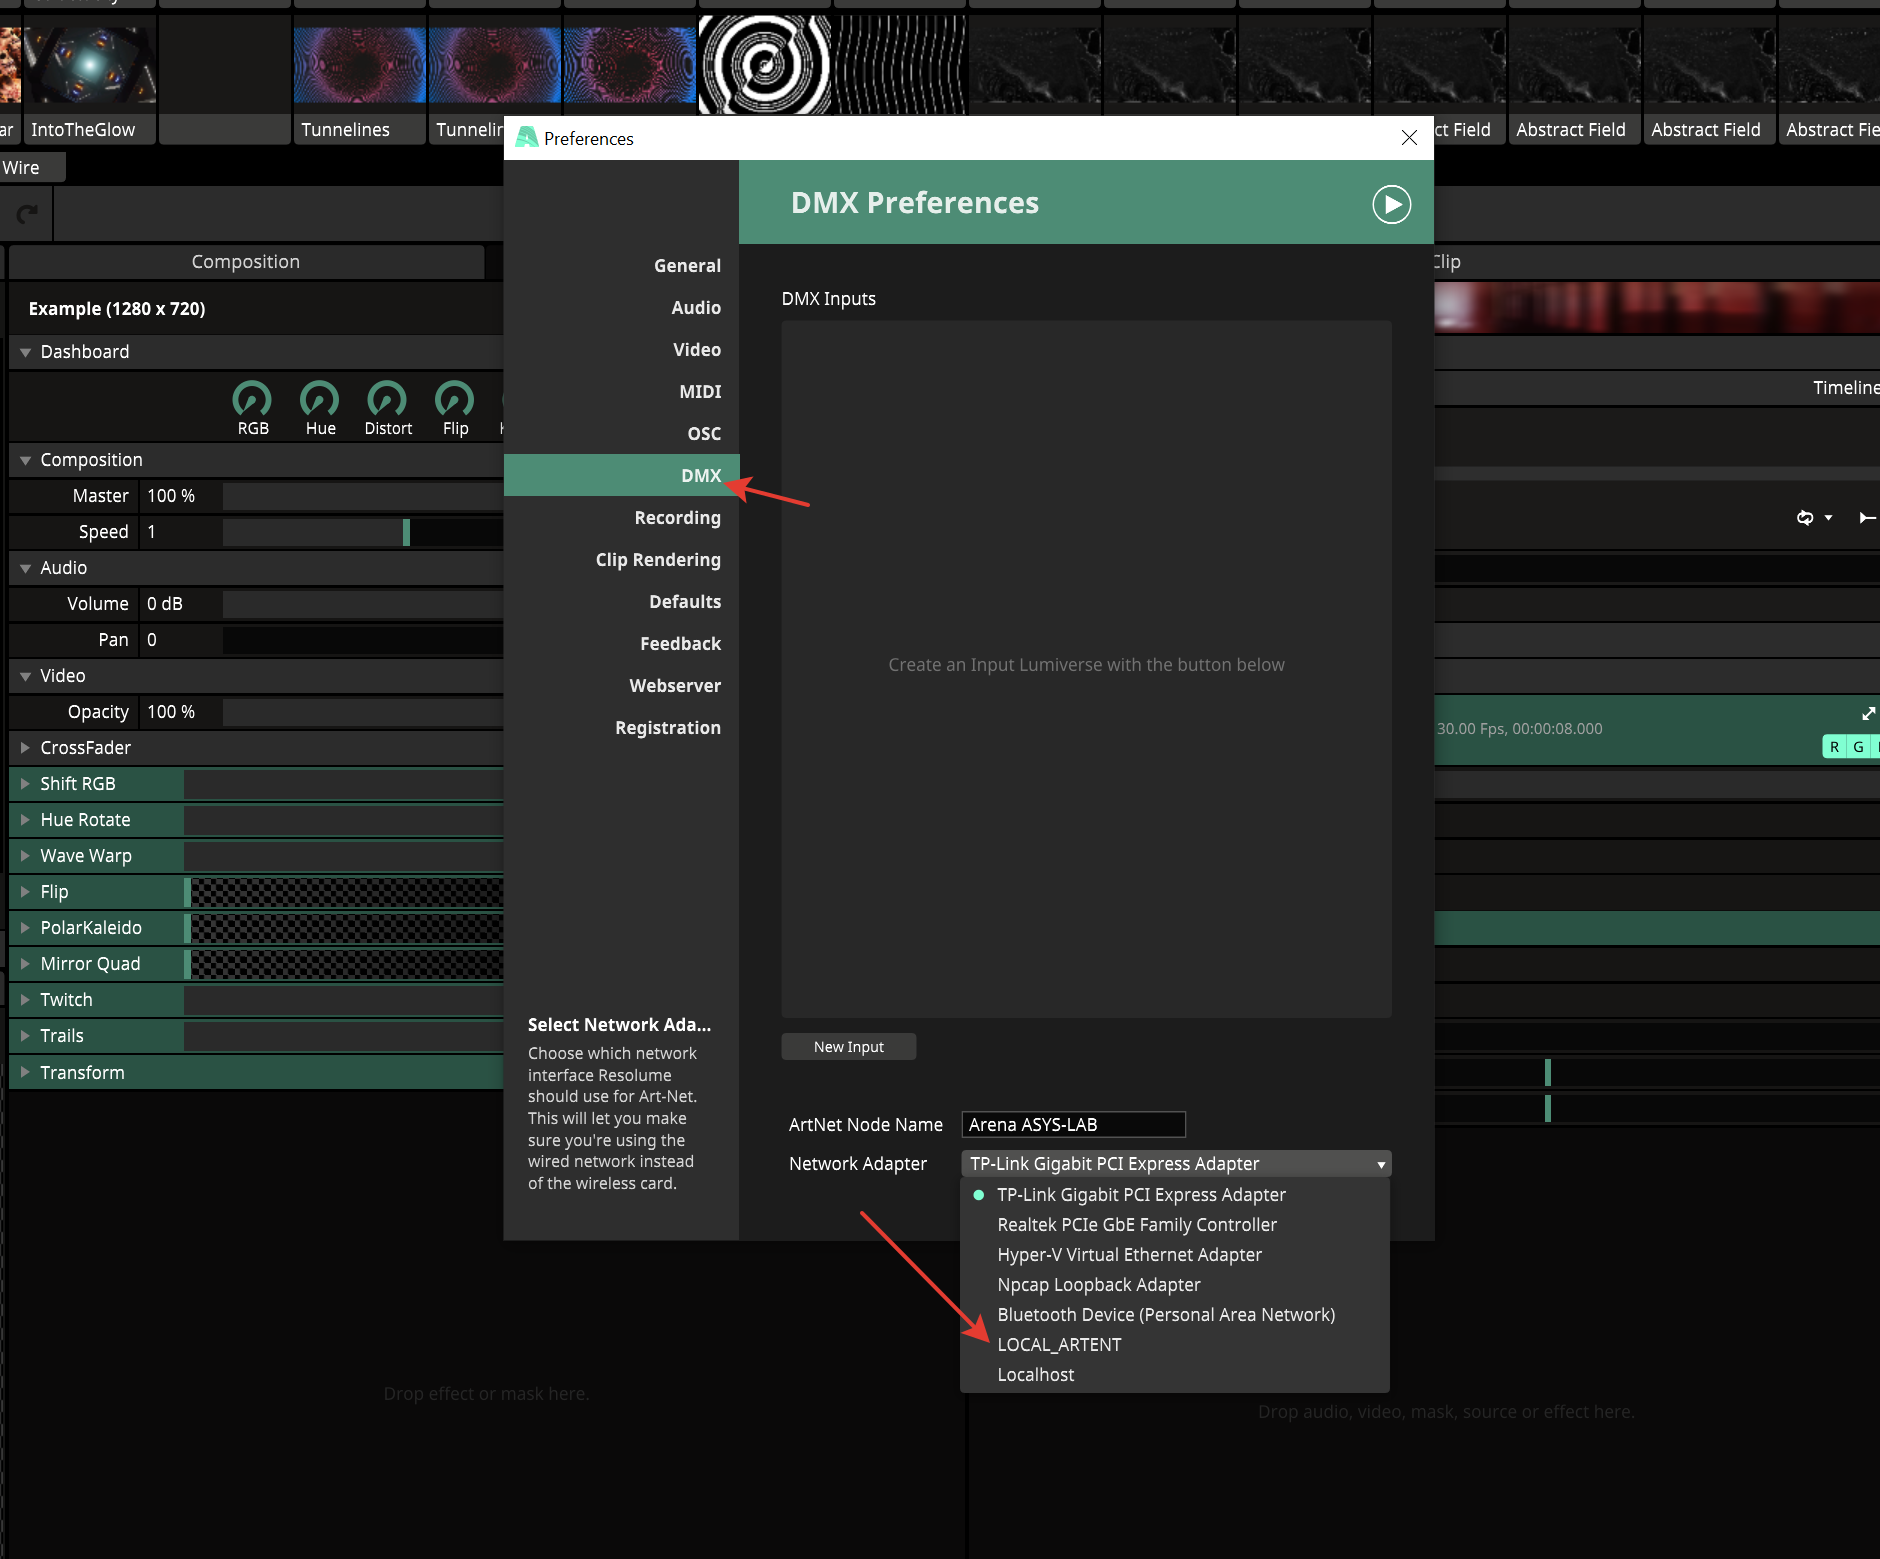 ar
IntoTheGlow
Tunnelines
ct Field
Abstract Field
Abstract Field
Wire
Preferences
DMX Preferences
Composition
Clip
General
Audio
Video
MIDI
OSC
DMX
Recording
Clip Rendering
Defaults
Feedback
Webserver
Registration
DMX Inputs
Create an Input Lumiverse with the button below
New Input
ArtNet Node Name
Arena ASYS-LAB
Network Adapter
TP-Link Gigabit PCI Express Adapter
TP-Link Gigabit PCI Express Adapter
Realtek PCIe GbE Family Controller
Hyper-V Virtual Ethernet Adapter
Npcap Loopback Adapter
Bluetooth Device (Personal Area Network)
LOCAL_ARTENT
Localhost
Select Network Ada...
Choose which network
interface Resolume
should use for Art-Net.
This will let you make
sure you're using the
wired network instead
of the wireless card.
Example (1280 x 720)
Dashboard
RGB
Hue
Distort
Flip
Composition
Master 100 %
Speed 1
Audio
Volume 0 dB
Pan 0
Video
Opacity 100 %
CrossFader
Shift RGB
Hue Rotate
Wave Warp
Flip
PolarKaleido
Mirror Quad
Twitch
Trails
Transform
Drop effect or mask here.
Timeline
30.00 Fps, 00:00:08.000
R G
Drop audio, video, mask, source or effect here.